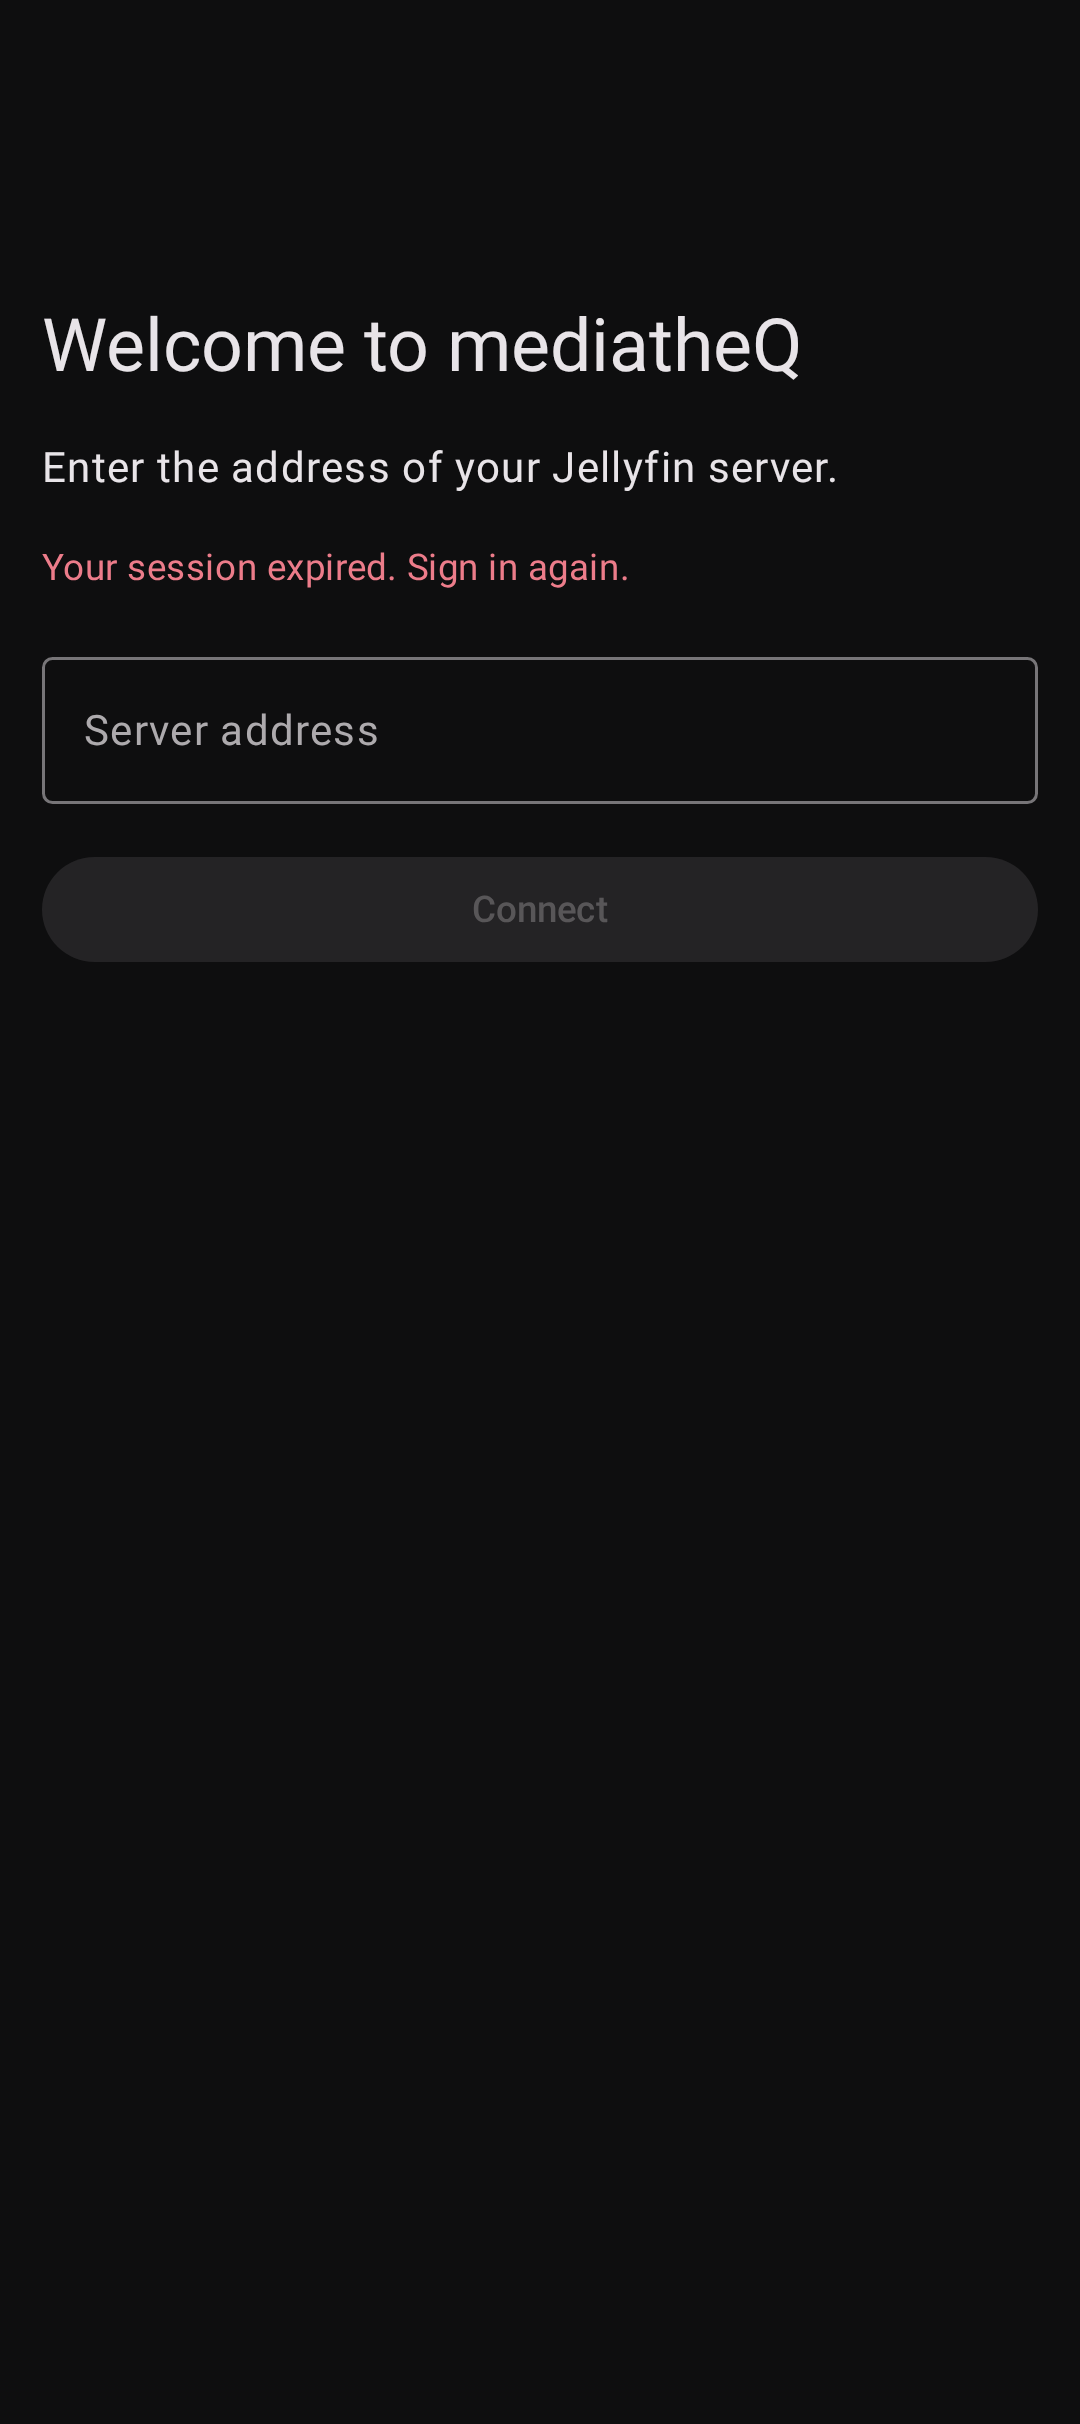 Welcome to mediatheQ
Enter the address of your Jellyfin server.
Your session expired. Sign in again.
Server address
Connect